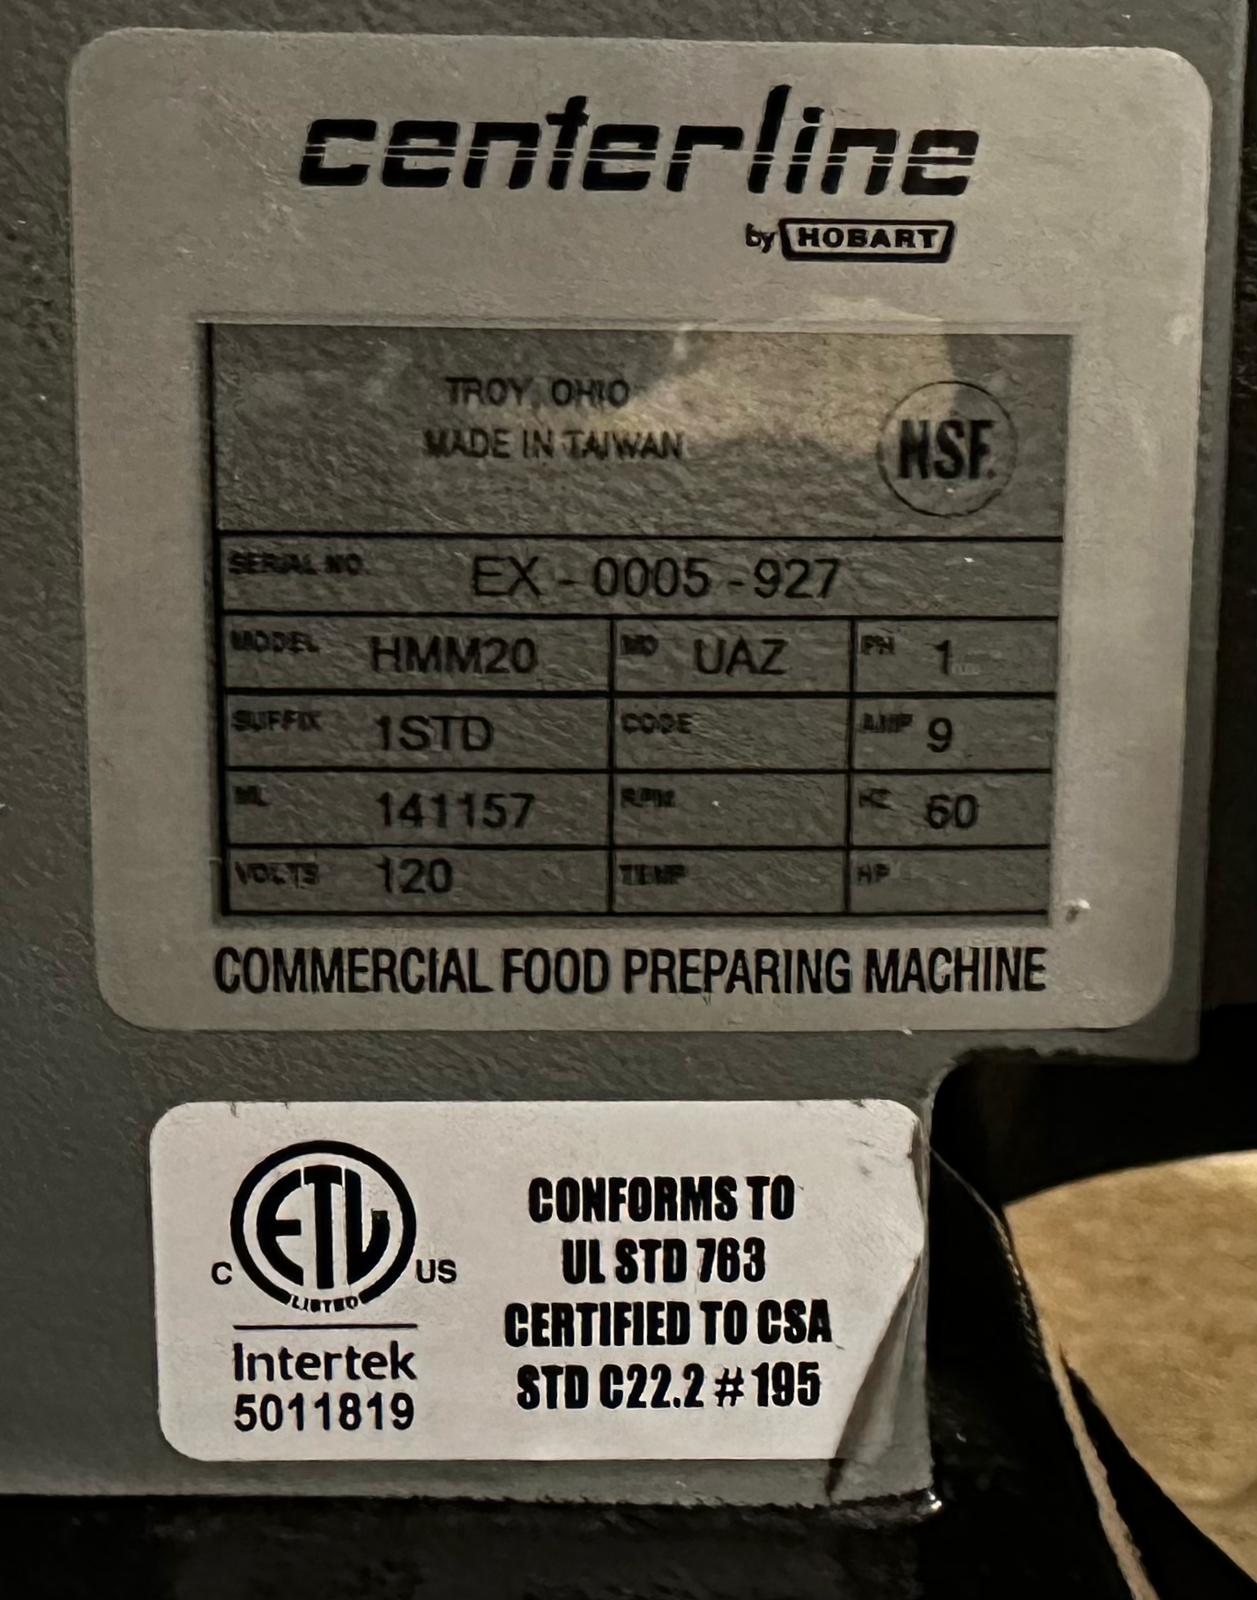 centerline
by HOBART
TROY, OHIO
MADE IN TAIWAN
NSF.
SERIAL NO. EX - 0005 - 927
MODEL HMM20 MO UAZ PH 1
SUFFIX 1STD CODE AMP 9
ML 141157 RPM HZ 60
VOLTS 120 TEMP HP
COMMERCIAL FOOD PREPARING MACHINE
C ETL US
LISTED
Intertek
5011819
CONFORMS TO
UL STD 763
CERTIFIED TO CSA
STD C22.2 # 195